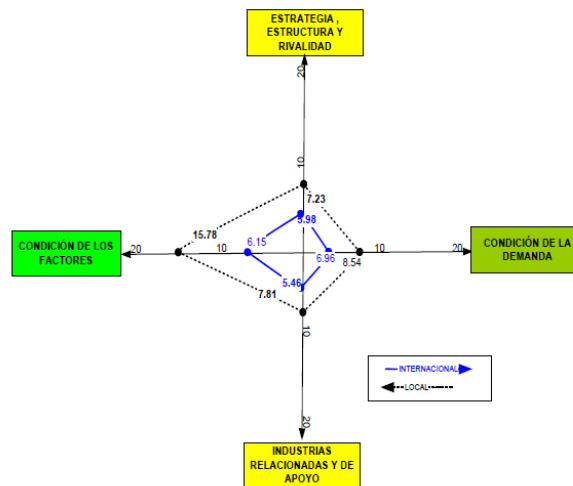 ESTRATEGIA ,
ESTRUCTURA Y
RIVALIDAD
20
10
7.23
15.78
5.98
6.15
CONDICIÓN DE LOS
FACTORES
20
10
6.96
8.54
10
20
CONDICIÓN DE LA
DEMANDA
5.46
7.81
10
INTERNACIONAL
LOCAL
20
INDUSTRIAS
RELACIONADAS Y DE
APOYO